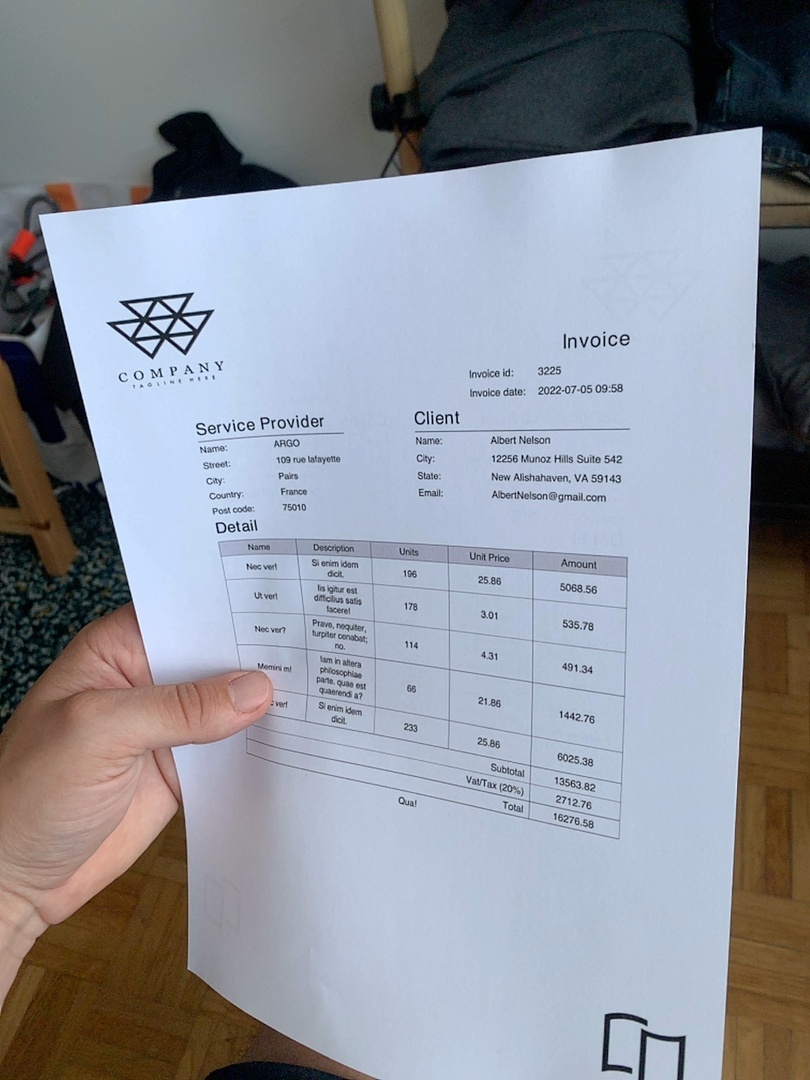 COMPANY
TAGLINE HERE
Invoice
Invoice id: 3225
Invoice date: 2022-07-05 09:58
Service Provider
Name: ARGO
Street: 109 rue lafayette
City: Pairs
Country: France
Post code: 75010
Client
Name: Albert Nelson
City: 12256 Munoz Hills Suite 542
State: New Alishahaven, VA 59143
Email: AlbertNelson@gmail.com
Detail
Name Description Units Unit Price Amount
Nec ver! Si enim idem 196 25.86 5068.56
dicit.
Ut ver! Iis igitur est 178 3.01 535.78
difficilius satis
facere!
Nec ver? Prave, nequiter, 114 4.31 491.34
turpiter cenabat;
no.
Memini m! Iam in altera 66 21.86 1442.76
philosophiae
parte. quae est
quaerendi a?
ver! Si enim idem 233 25.86 6025.38
dicit.
Subtotal 13563.82
Vat/Tax (20%) 2712.76
Total 16276.58
Qua!